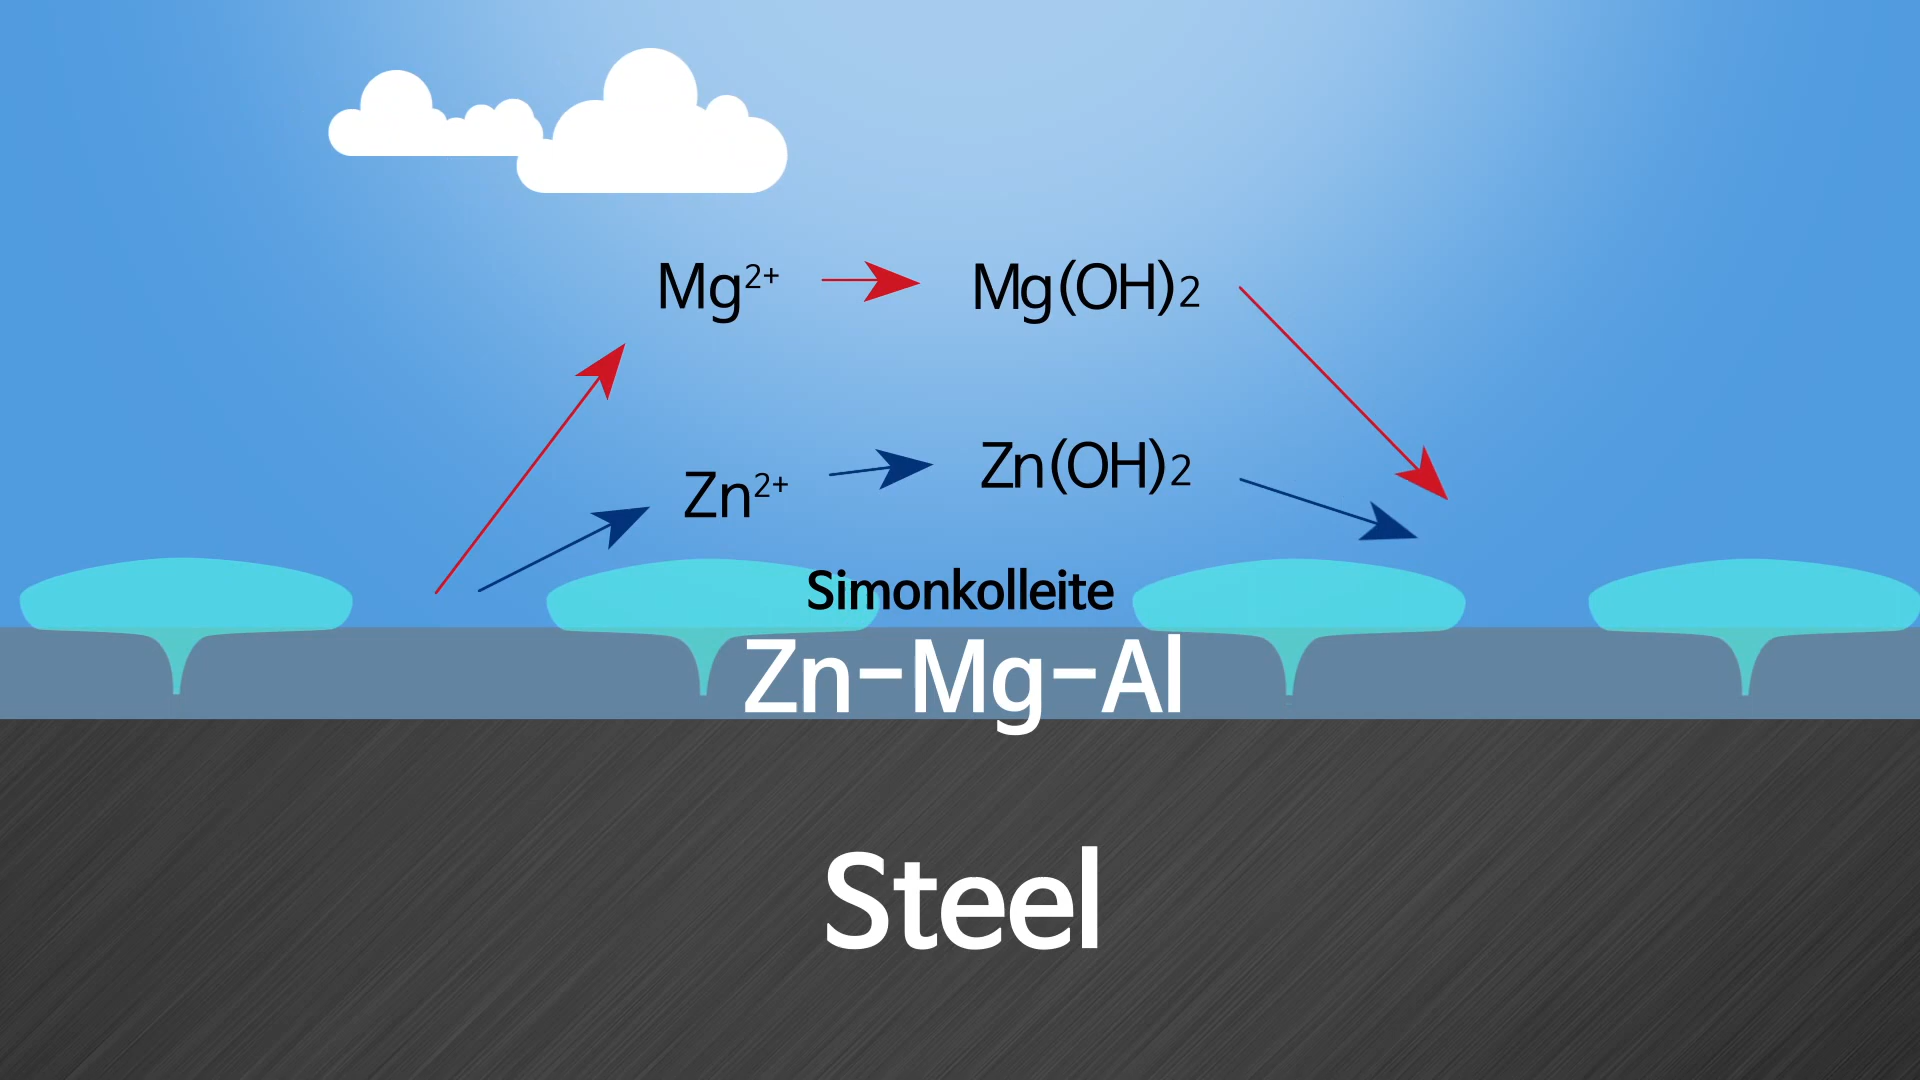 Mg²⁺ Mg(OH)₂
Zn²⁺ Zn(OH)₂
Simonkolleite
Zn-Mg-Al
Steel